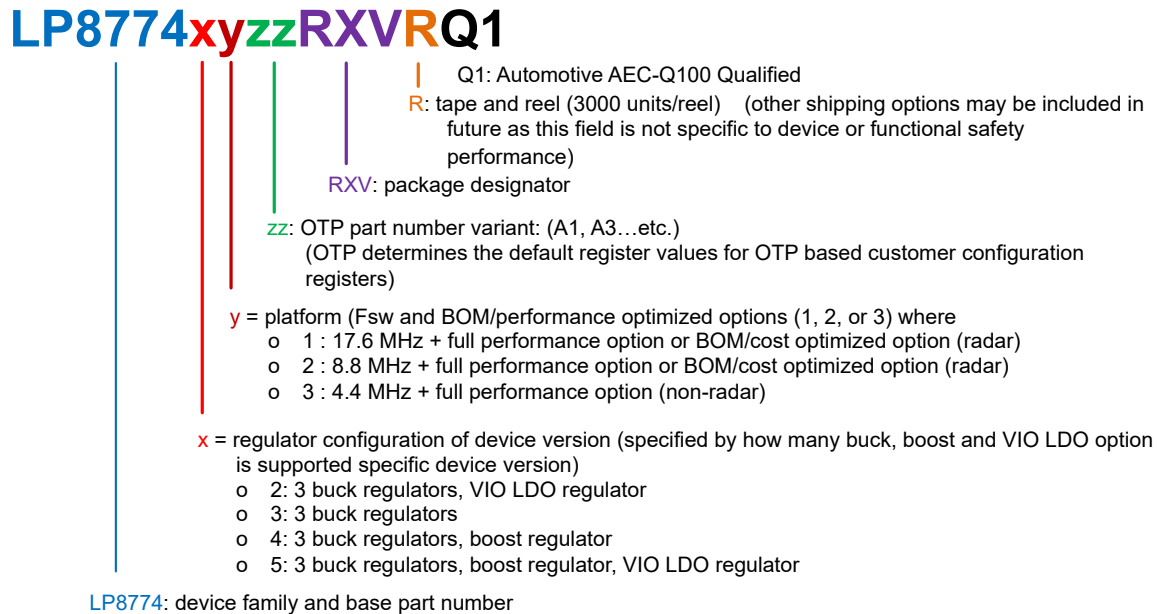 LP8774xyzzRXVRQ1
Q1: Automotive AEC-Q100 Qualified
R: tape and reel (3000 units/reel) (other shipping options may be included in
future as this field is not specific to device or functional safety
performance)
RXV: package designator
zz: OTP part number variant: (A1, A3…etc.)
(OTP determines the default register values for OTP based customer configuration
registers)
y = platform (Fsw and BOM/performance optimized options (1, 2, or 3) where
o 1 : 17.6 MHz + full performance option or BOM/cost optimized option (radar)
o 2 : 8.8 MHz + full performance option or BOM/cost optimized option (radar)
o 3 : 4.4 MHz + full performance option (non-radar)
x = regulator configuration of device version (specified by how many buck, boost and VIO LDO option
is supported specific device version)
o 2: 3 buck regulators, VIO LDO regulator
o 3: 3 buck regulators
o 4: 3 buck regulators, boost regulator
o 5: 3 buck regulators, boost regulator, VIO LDO regulator
LP8774: device family and base part number